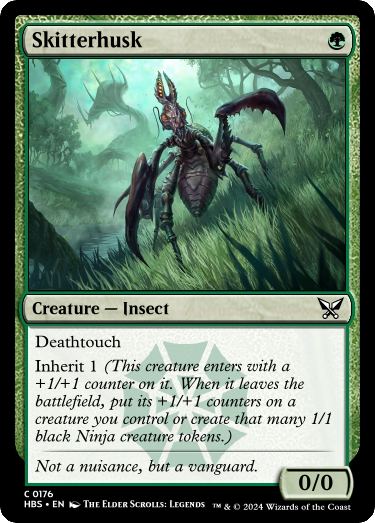 Skitterhusk
Creature — Insect
Deathtouch
Inherit 1 (This creature enters with a
+1/+1 counter on it. When it leaves the
battlefield, put its +1/+1 counters on a
creature you control or create that many 1/1
black Ninja creature tokens.)
Not a nuisance, but a vanguard.
0/0
C 0176
HBS • EN THE ELDER SCROLLS: LEGENDS ™ & © 2024 Wizards of the Coast